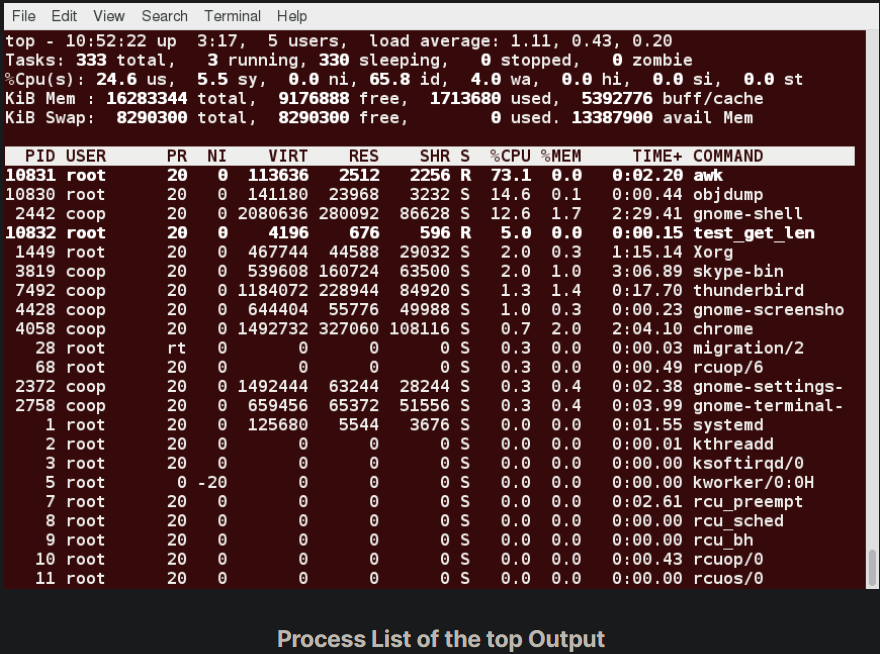 File Edit View Search Terminal Help
top - 10:52:22 up  3:17,  5 users,  load average: 1.11, 0.43, 0.20
Tasks: 333 total,   3 running, 330 sleeping,   0 stopped,   0 zombie
%Cpu(s): 24.6 us,  5.5 sy,  0.0 ni, 65.8 id,  4.0 wa,  0.0 hi,  0.0 si,  0.0 st
KiB Mem : 16283344 total,  9176888 free,  1713680 used,  5392776 buff/cache
KiB Swap:  8290300 total,  8290300 free,        0 used. 13387900 avail Mem
  PID USER      PR  NI    VIRT    RES    SHR S  %CPU %MEM     TIME+ COMMAND
10831 root      20   0  113636   2512   2256 R  73.1  0.0   0:02.20 awk
10830 root      20   0  141180  23968   3232 S  14.6  0.1   0:00.44 objdump
 2442 coop      20   0 2080636 280092  86628 S  12.6  1.7   2:29.41 gnome-shell
10832 root      20   0    4196    676    596 R   5.0  0.0   0:00.15 test_get_len
 1449 root      20   0  467744  44588  29032 S   2.0  0.3   1:15.14 Xorg
 3819 coop      20   0  539608 160724  63500 S   2.0  1.0   3:06.89 skype-bin
 7492 coop      20   0 1184072 228944  84920 S   1.3  1.4   0:17.70 thunderbird
 4428 coop      20   0  644404  55776  49988 S   1.0  0.3   0:00.23 gnome-screensho
 4058 coop      20   0 1492732 327060 108116 S   0.7  2.0   2:04.10 chrome
   28 root      rt   0       0      0      0 S   0.3  0.0   0:00.03 migration/2
   68 root      20   0       0      0      0 S   0.3  0.0   0:00.49 rcuop/6
 2372 coop      20   0 1492444  63244  28244 S   0.3  0.4   0:02.38 gnome-settings-
 2758 coop      20   0  659456  65372  51556 S   0.3  0.4   0:03.99 gnome-terminal-
    1 root      20   0  125680   5544   3676 S   0.0  0.0   0:01.55 systemd
    2 root      20   0       0      0      0 S   0.0  0.0   0:00.01 kthreadd
    3 root      20   0       0      0      0 S   0.0  0.0   0:00.00 ksoftirqd/0
    5 root       0 -20       0      0      0 S   0.0  0.0   0:00.00 kworker/0:0H
    7 root      20   0       0      0      0 S   0.0  0.0   0:02.61 rcu_preempt
    8 root      20   0       0      0      0 S   0.0  0.0   0:00.00 rcu_sched
    9 root      20   0       0      0      0 S   0.0  0.0   0:00.00 rcu_bh
   10 root      20   0       0      0      0 S   0.0  0.0   0:00.43 rcuop/0
   11 root      20   0       0      0      0 S   0.0  0.0   0:00.00 rcuos/0
Process List of the top Output